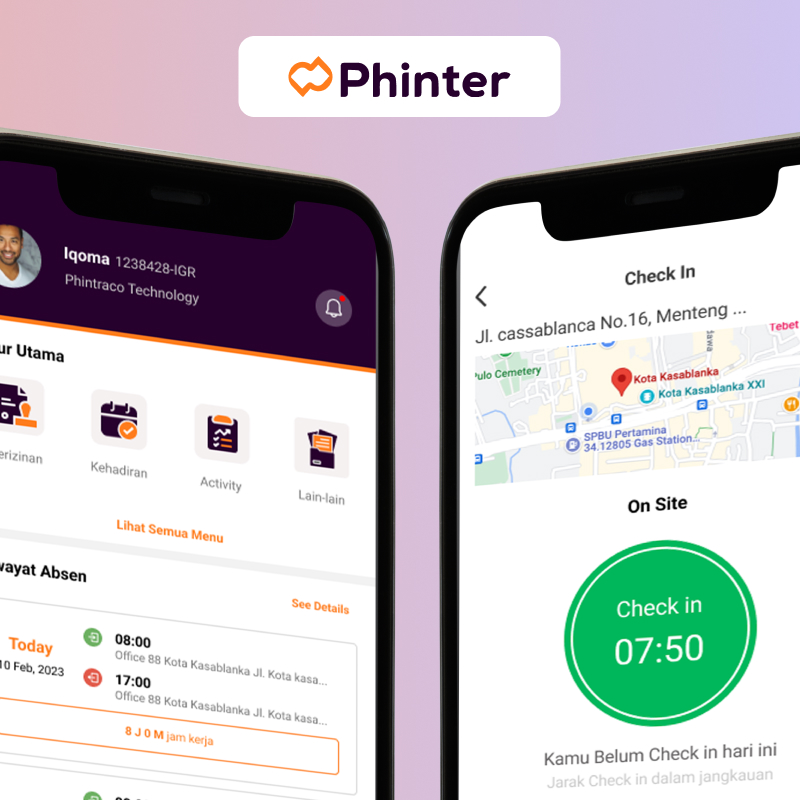 Phinter
Iqoma 1238428-IGR
Phintraco Technology
ur Utama
erizinan
Kehadiran
Activity
Lain-lain
Lihat Semua Menu
wayat Absen
See Details
Today
10 Feb, 2023
08:00
Office 88 Kota Kasablanka Jl. Kota kasa...
17:00
Office 88 Kota Kasablanka Jl. Kota kasa...
8 J 0 M jam kerja
Check In
Jl. cassablanca No.16, Menteng ...
Tebet
Pulo Cemetery
Kota Kasablanka
Kota Kasablanka XXI
SPBU Pertamina
34.12805 Gas Station...
On Site
Check in
07:50
Kamu Belum Check in hari ini
Jarak Check in dalam jangkauan